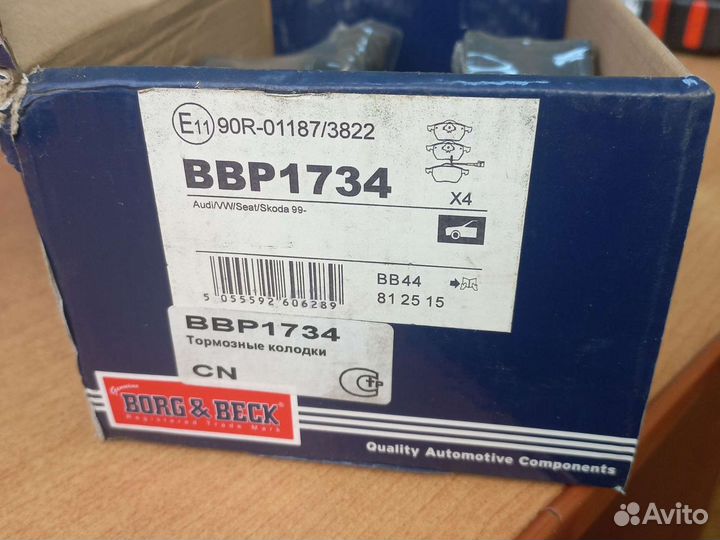 E11 90R-01187/3822
BBP1734
X4
Audi/VW/Seat/Skoda 99-
BB44
81 25 15
5 055592 606289
BBP1734
Тормозные колодки
CN
Стр
Genuine
BORG & BECK®
Registered Trade Mark
Quality Automotive Components
Avito